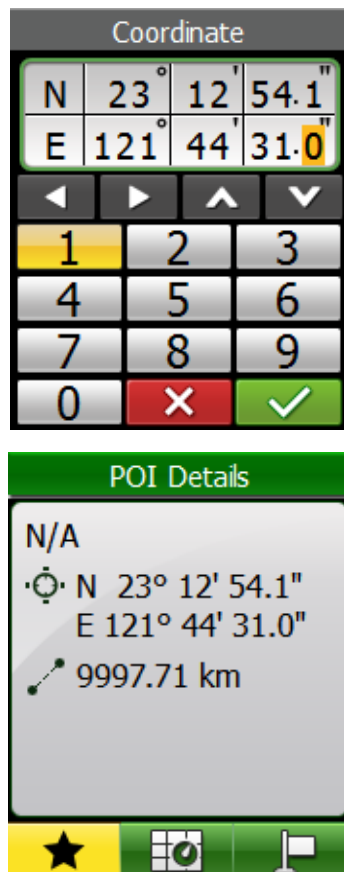 Coordinate
N 23° 12' 54.1"
E 121° 44' 31.0"
1 2 3
4 5 6
7 8 9
0
POI Details
N/A
N 23° 12' 54.1"
E 121° 44' 31.0"
9997.71 km